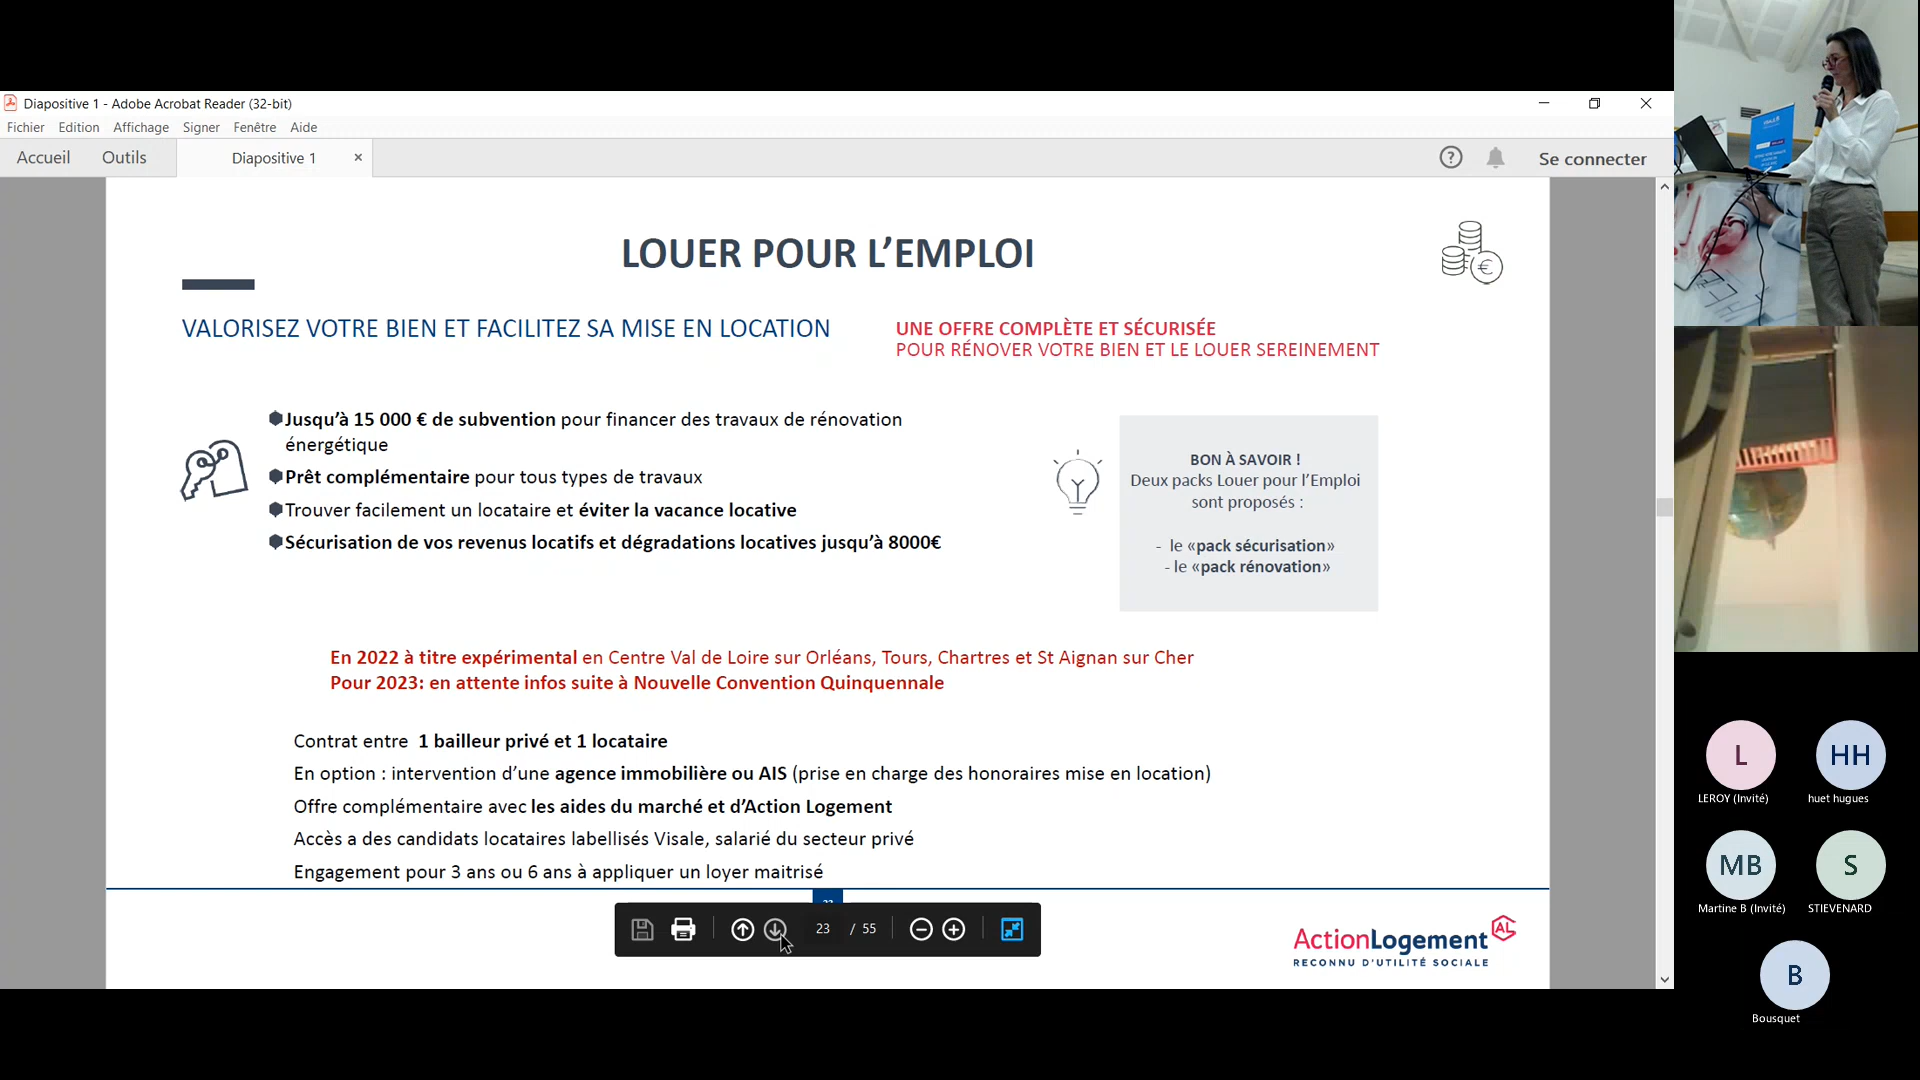 Diapositive 1 - Adobe Acrobat Reader (32-bit)
Fichier Edition Affichage Signer Fenêtre Aide
Accueil Outils Diapositive 1 × Se connecter
LOUER POUR L’EMPLOI
VALORISEZ VOTRE BIEN ET FACILITEZ SA MISE EN LOCATION
UNE OFFRE COMPLÈTE ET SÉCURISÉE
POUR RÉNOVER VOTRE BIEN ET LE LOUER SEREINEMENT
Jusqu’à 15 000 € de subvention pour financer des travaux de rénovation
énergétique
Prêt complémentaire pour tous types de travaux
Trouver facilement un locataire et éviter la vacance locative
Sécurisation de vos revenus locatifs et dégradations locatives jusqu’à 8000€
BON À SAVOIR !
Deux packs Louer pour l’Emploi
sont proposés :
- le «pack sécurisation»
- le «pack rénovation»
En 2022 à titre expérimental en Centre Val de Loire sur Orléans, Tours, Chartres et St Aignan sur Cher
Pour 2023: en attente infos suite à Nouvelle Convention Quinquennale
Contrat entre 1 bailleur privé et 1 locataire
En option : intervention d’une agence immobilière ou AIS (prise en charge des honoraires mise en location)
Offre complémentaire avec les aides du marché et d’Action Logement
Accès a des candidats locataires labellisés Visale, salarié du secteur privé
Engagement pour 3 ans ou 6 ans à appliquer un loyer maitrisé
23 / 55
ActionLogement AL
RECONNU D'UTILITÉ SOCIALE
L
LEROY (Invité)
HH
huet hugues
MB
Martine B (Invité)
S
STIEVENARD
B
Bousquet